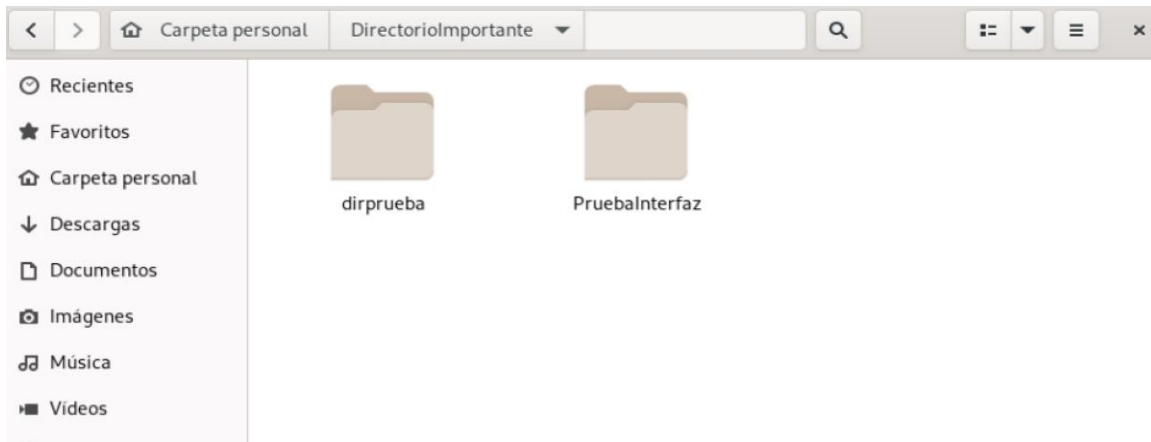 Carpeta personal DirectorioImportante
Recientes
Favoritos
Carpeta personal
Descargas
Documentos
Imágenes
Música
Vídeos
dirprueba PruebaInterfaz